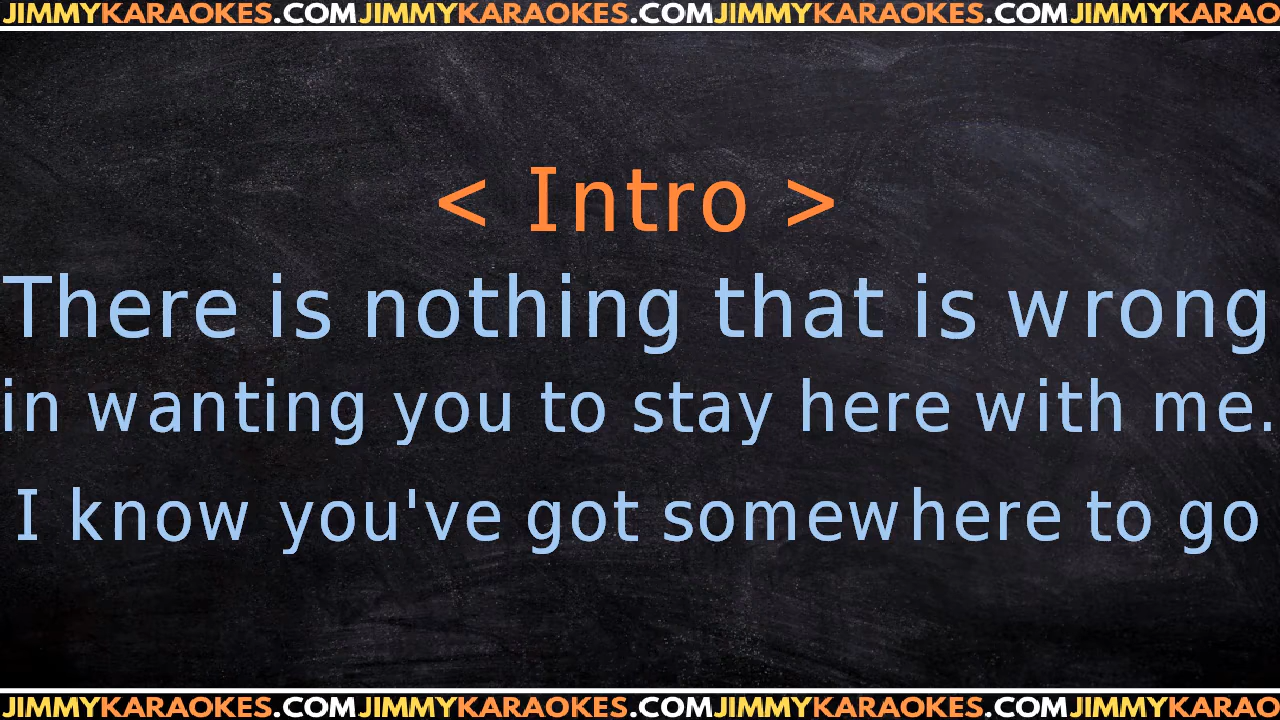 JIMMYKARAOKES.COMJIMMYKARAOKES.COMJIMMYKARAOKES.COMJIMMYKARAO
< Intro >
There is nothing that is wrong
in wanting you to stay here with me.
I know you've got somewhere to go
JIMMYKARAOKES.COMJIMMYKARAOKES.COMJIMMYKARAOKES.COMJIMMYKARAO